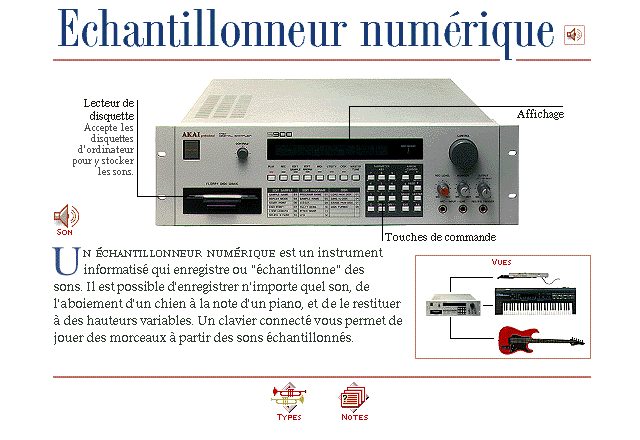 Echantillonneur numérique
Lecteur de
disquette
Accepte les
disquettes
d'ordinateur
pour y stocker
les sons.
Affichage
AKAI
S900
FLOPPY DISK DRIVE
Touches de commande
SON
UN ÉCHANTILLONNEUR NUMÉRIQUE est un instrument
informatisé qui enregistre ou "échantillonne" des
sons. Il est possible d'enregistrer n'importe quel son, de
l'aboiement d'un chien à la note d'un piano, et de le restituer
à des hauteurs variables. Un clavier connecté vous permet de
jouer des morceaux à partir des sons échantillonnés.
VUES
TYPES
NOTES